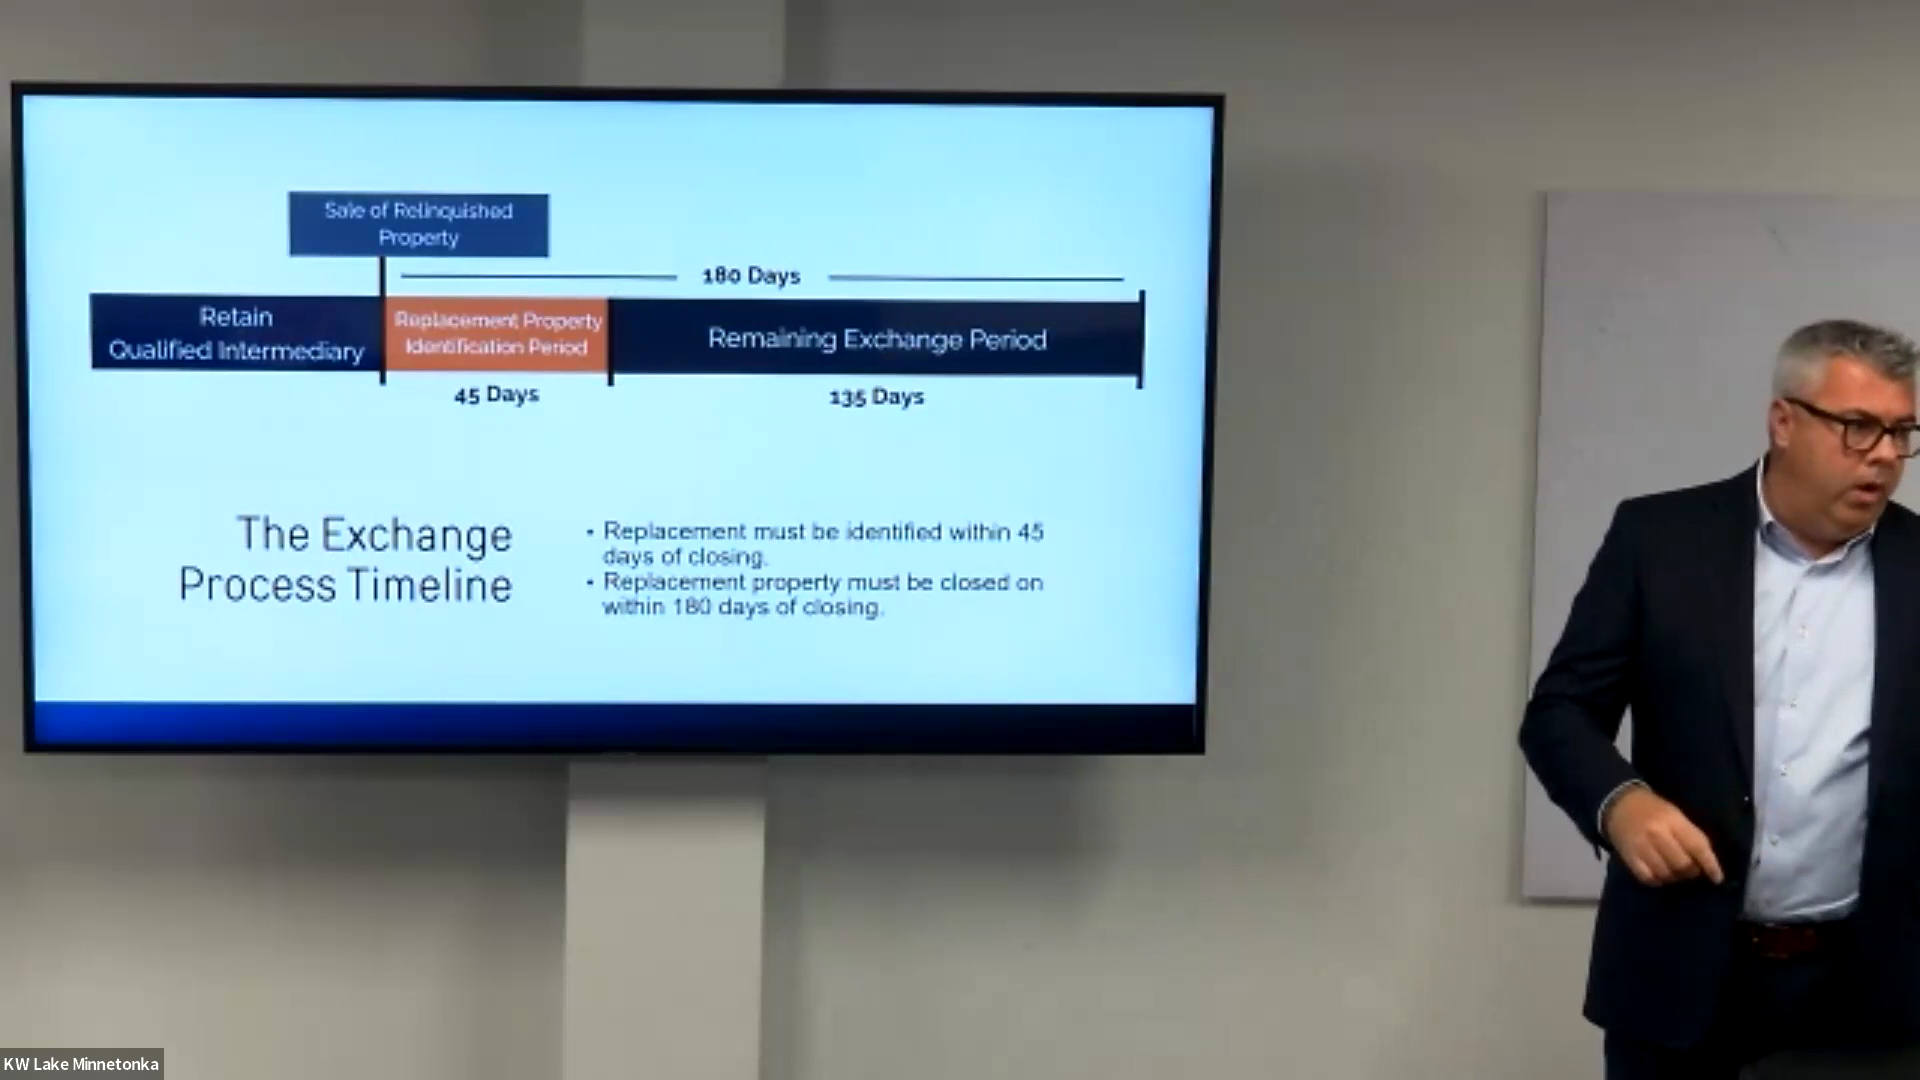 Sale of Relinquished
Property
180 Days
Retain
Qualified Intermediary
Replacement Property
Identification Period
Remaining Exchange Period
45 Days
135 Days
The Exchange
Process Timeline
• Replacement must be identified within 45
days of closing.
• Replacement property must be closed on
within 180 days of closing.
KW Lake Minnetonka